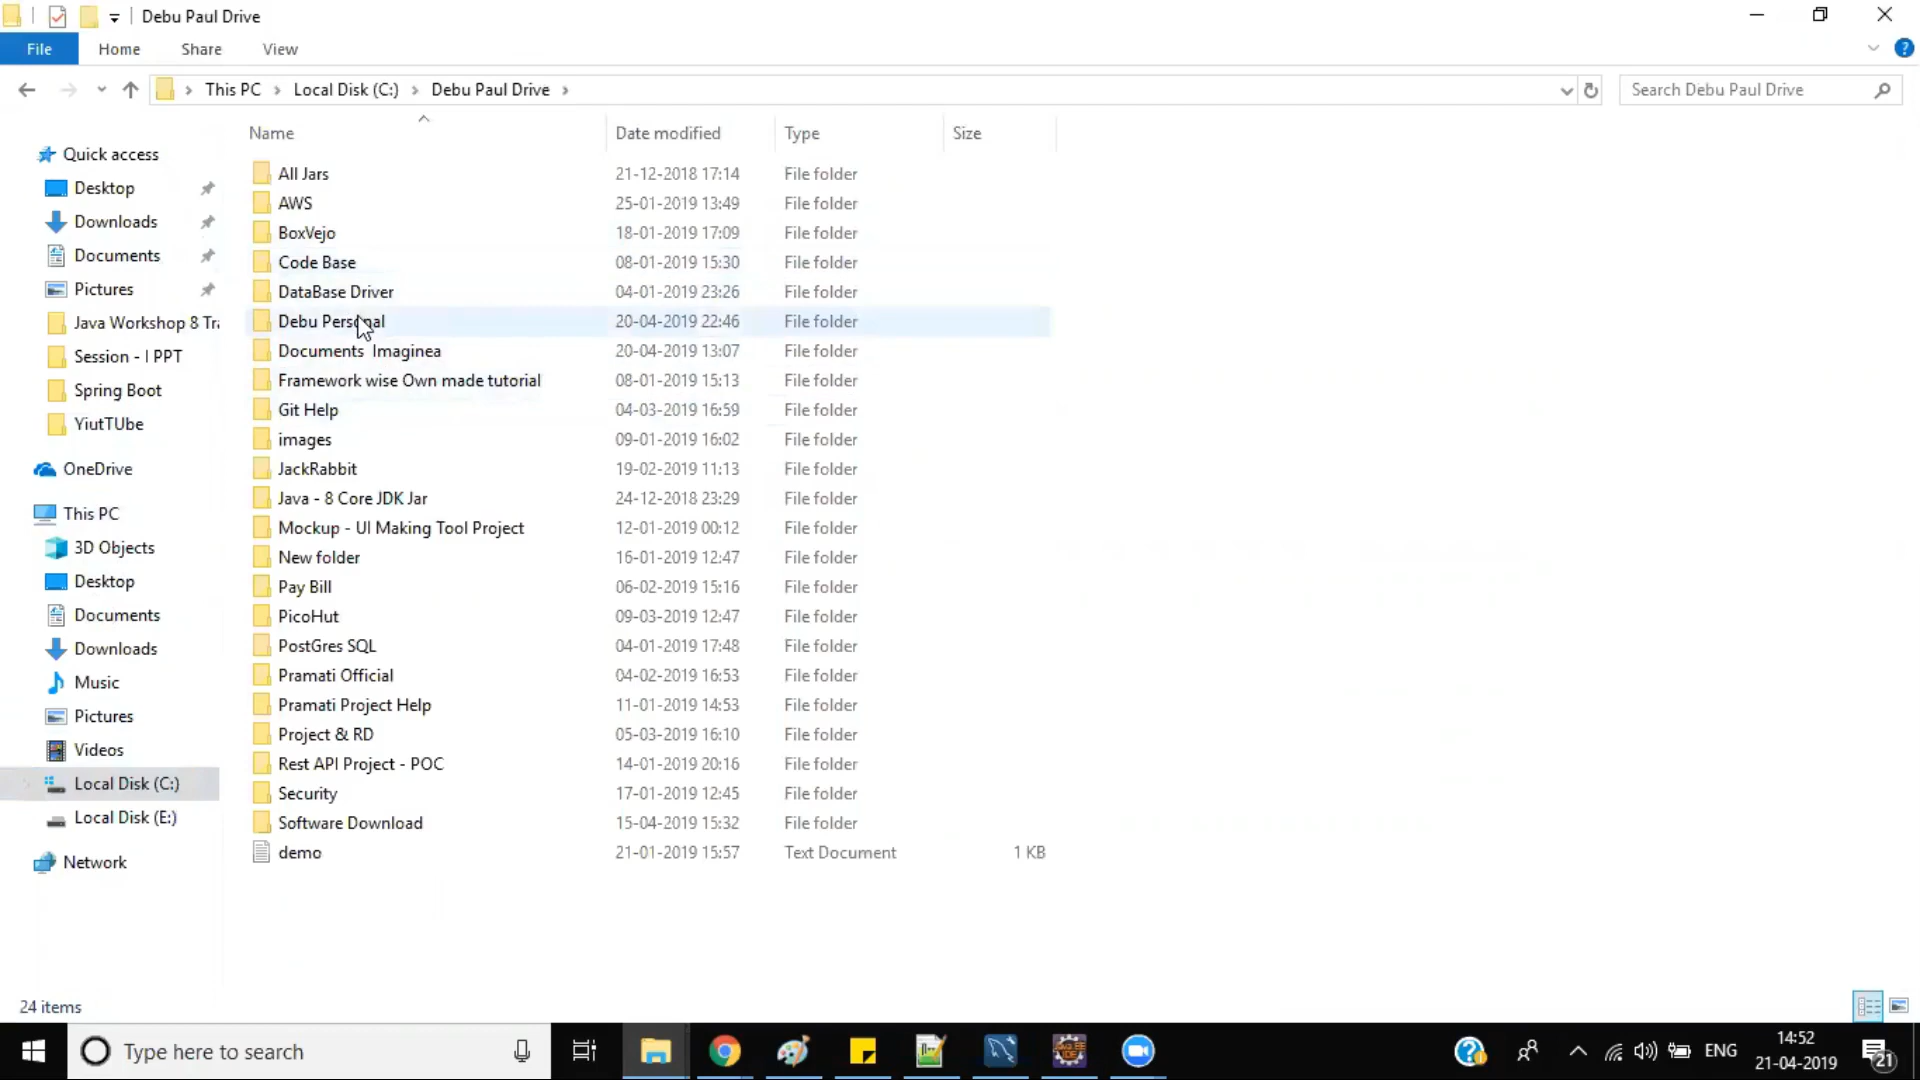 Debu Paul Drive
File Home Share View
This PC Local Disk (C:) Debu Paul Drive
Search Debu Paul Drive
Name Date modified Type Size
Quick access
Desktop
Downloads
Documents
Pictures
Java Workshop 8 Tra
Session - I PPT
Spring Boot
YiutTUbe
OneDrive
This PC
3D Objects
Desktop
Documents
Downloads
Music
Pictures
Videos
Local Disk (C:)
Local Disk (E:)
Network
All Jars 21-12-2018 17:14 File folder
AWS 25-01-2019 13:49 File folder
BoxVejo 18-01-2019 17:09 File folder
Code Base 08-01-2019 15:30 File folder
DataBase Driver 04-01-2019 23:26 File folder
Debu Personal 20-04-2019 22:46 File folder
Documents Imaginea 20-04-2019 13:07 File folder
Framework wise Own made tutorial 08-01-2019 15:13 File folder
Git Help 04-03-2019 16:59 File folder
images 09-01-2019 16:02 File folder
JackRabbit 19-02-2019 11:13 File folder
Java - 8 Core JDK Jar 24-12-2018 23:29 File folder
Mockup - UI Making Tool Project 12-01-2019 00:12 File folder
New folder 16-01-2019 12:47 File folder
Pay Bill 06-02-2019 15:16 File folder
PicoHut 09-03-2019 12:47 File folder
PostGres SQL 04-01-2019 17:48 File folder
Pramati Official 04-02-2019 16:53 File folder
Pramati Project Help 11-01-2019 14:53 File folder
Project & RD 05-03-2019 16:10 File folder
Rest API Project - POC 14-01-2019 20:16 File folder
Security 17-01-2019 12:45 File folder
Software Download 15-04-2019 15:32 File folder
demo 21-01-2019 15:57 Text Document 1 KB
24 items
Type here to search
ENG
14:52
21-04-2019
21